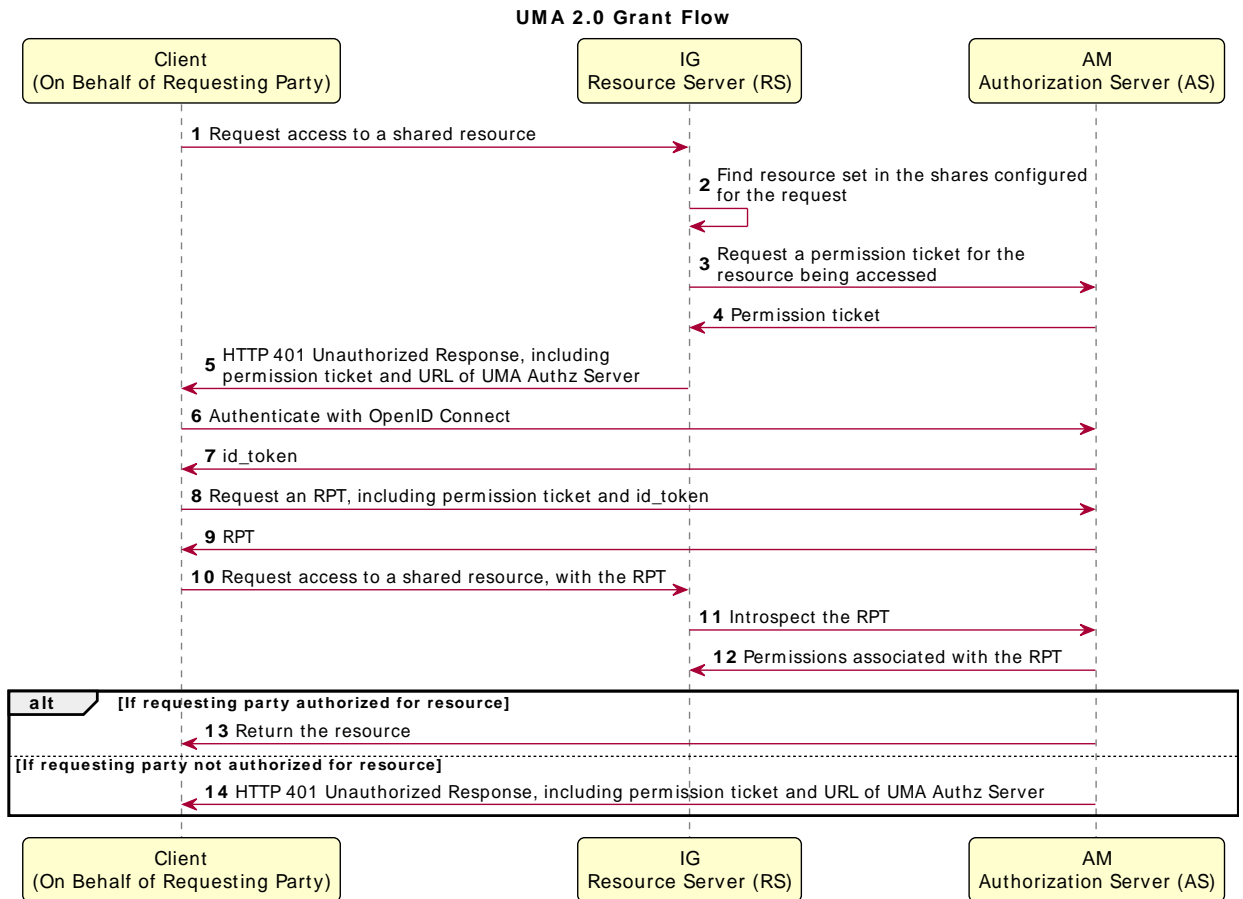 UMA 2.0 Grant Flow
Client
(On Behalf of Requesting Party)
IG
Resource Server (RS)
AM
Authorization Server (AS)
1 Request access to a shared resource
2 Find resource set in the shares configured
for the request
3 Request a permission ticket for the
resource being accessed
4 Permission ticket
5 HTTP 401 Unauthorized Response, including
permission ticket and URL of UMA Authz Server
6 Authenticate with OpenID Connect
7 id_token
8 Request an RPT, including permission ticket and id_token
9 RPT
10 Request access to a shared resource, with the RPT
11 Introspect the RPT
12 Permissions associated with the RPT
alt [If requesting party authorized for resource]
13 Return the resource
[If requesting party not authorized for resource]
14 HTTP 401 Unauthorized Response, including permission ticket and URL of UMA Authz Server
Client
(On Behalf of Requesting Party)
IG
Resource Server (RS)
AM
Authorization Server (AS)